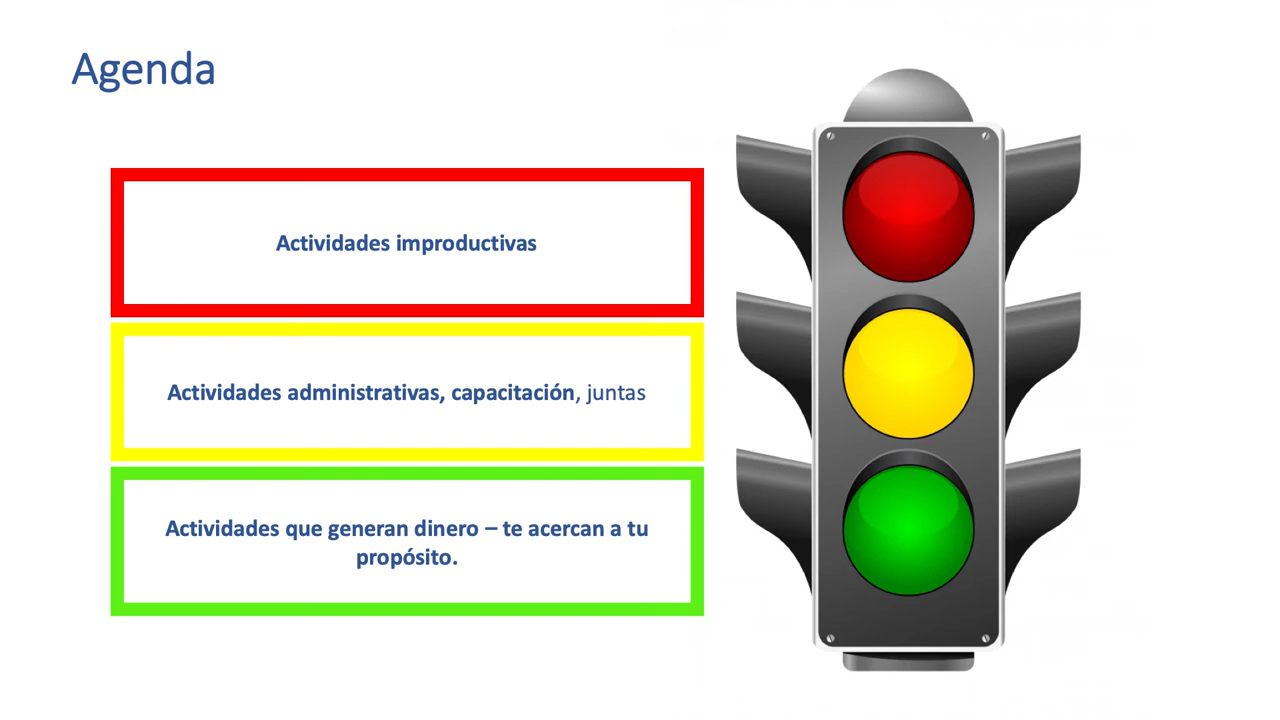 Agenda
Actividades improductivas
Actividades administrativas, capacitación, juntas
Actividades que generan dinero – te acercan a tu
propósito.